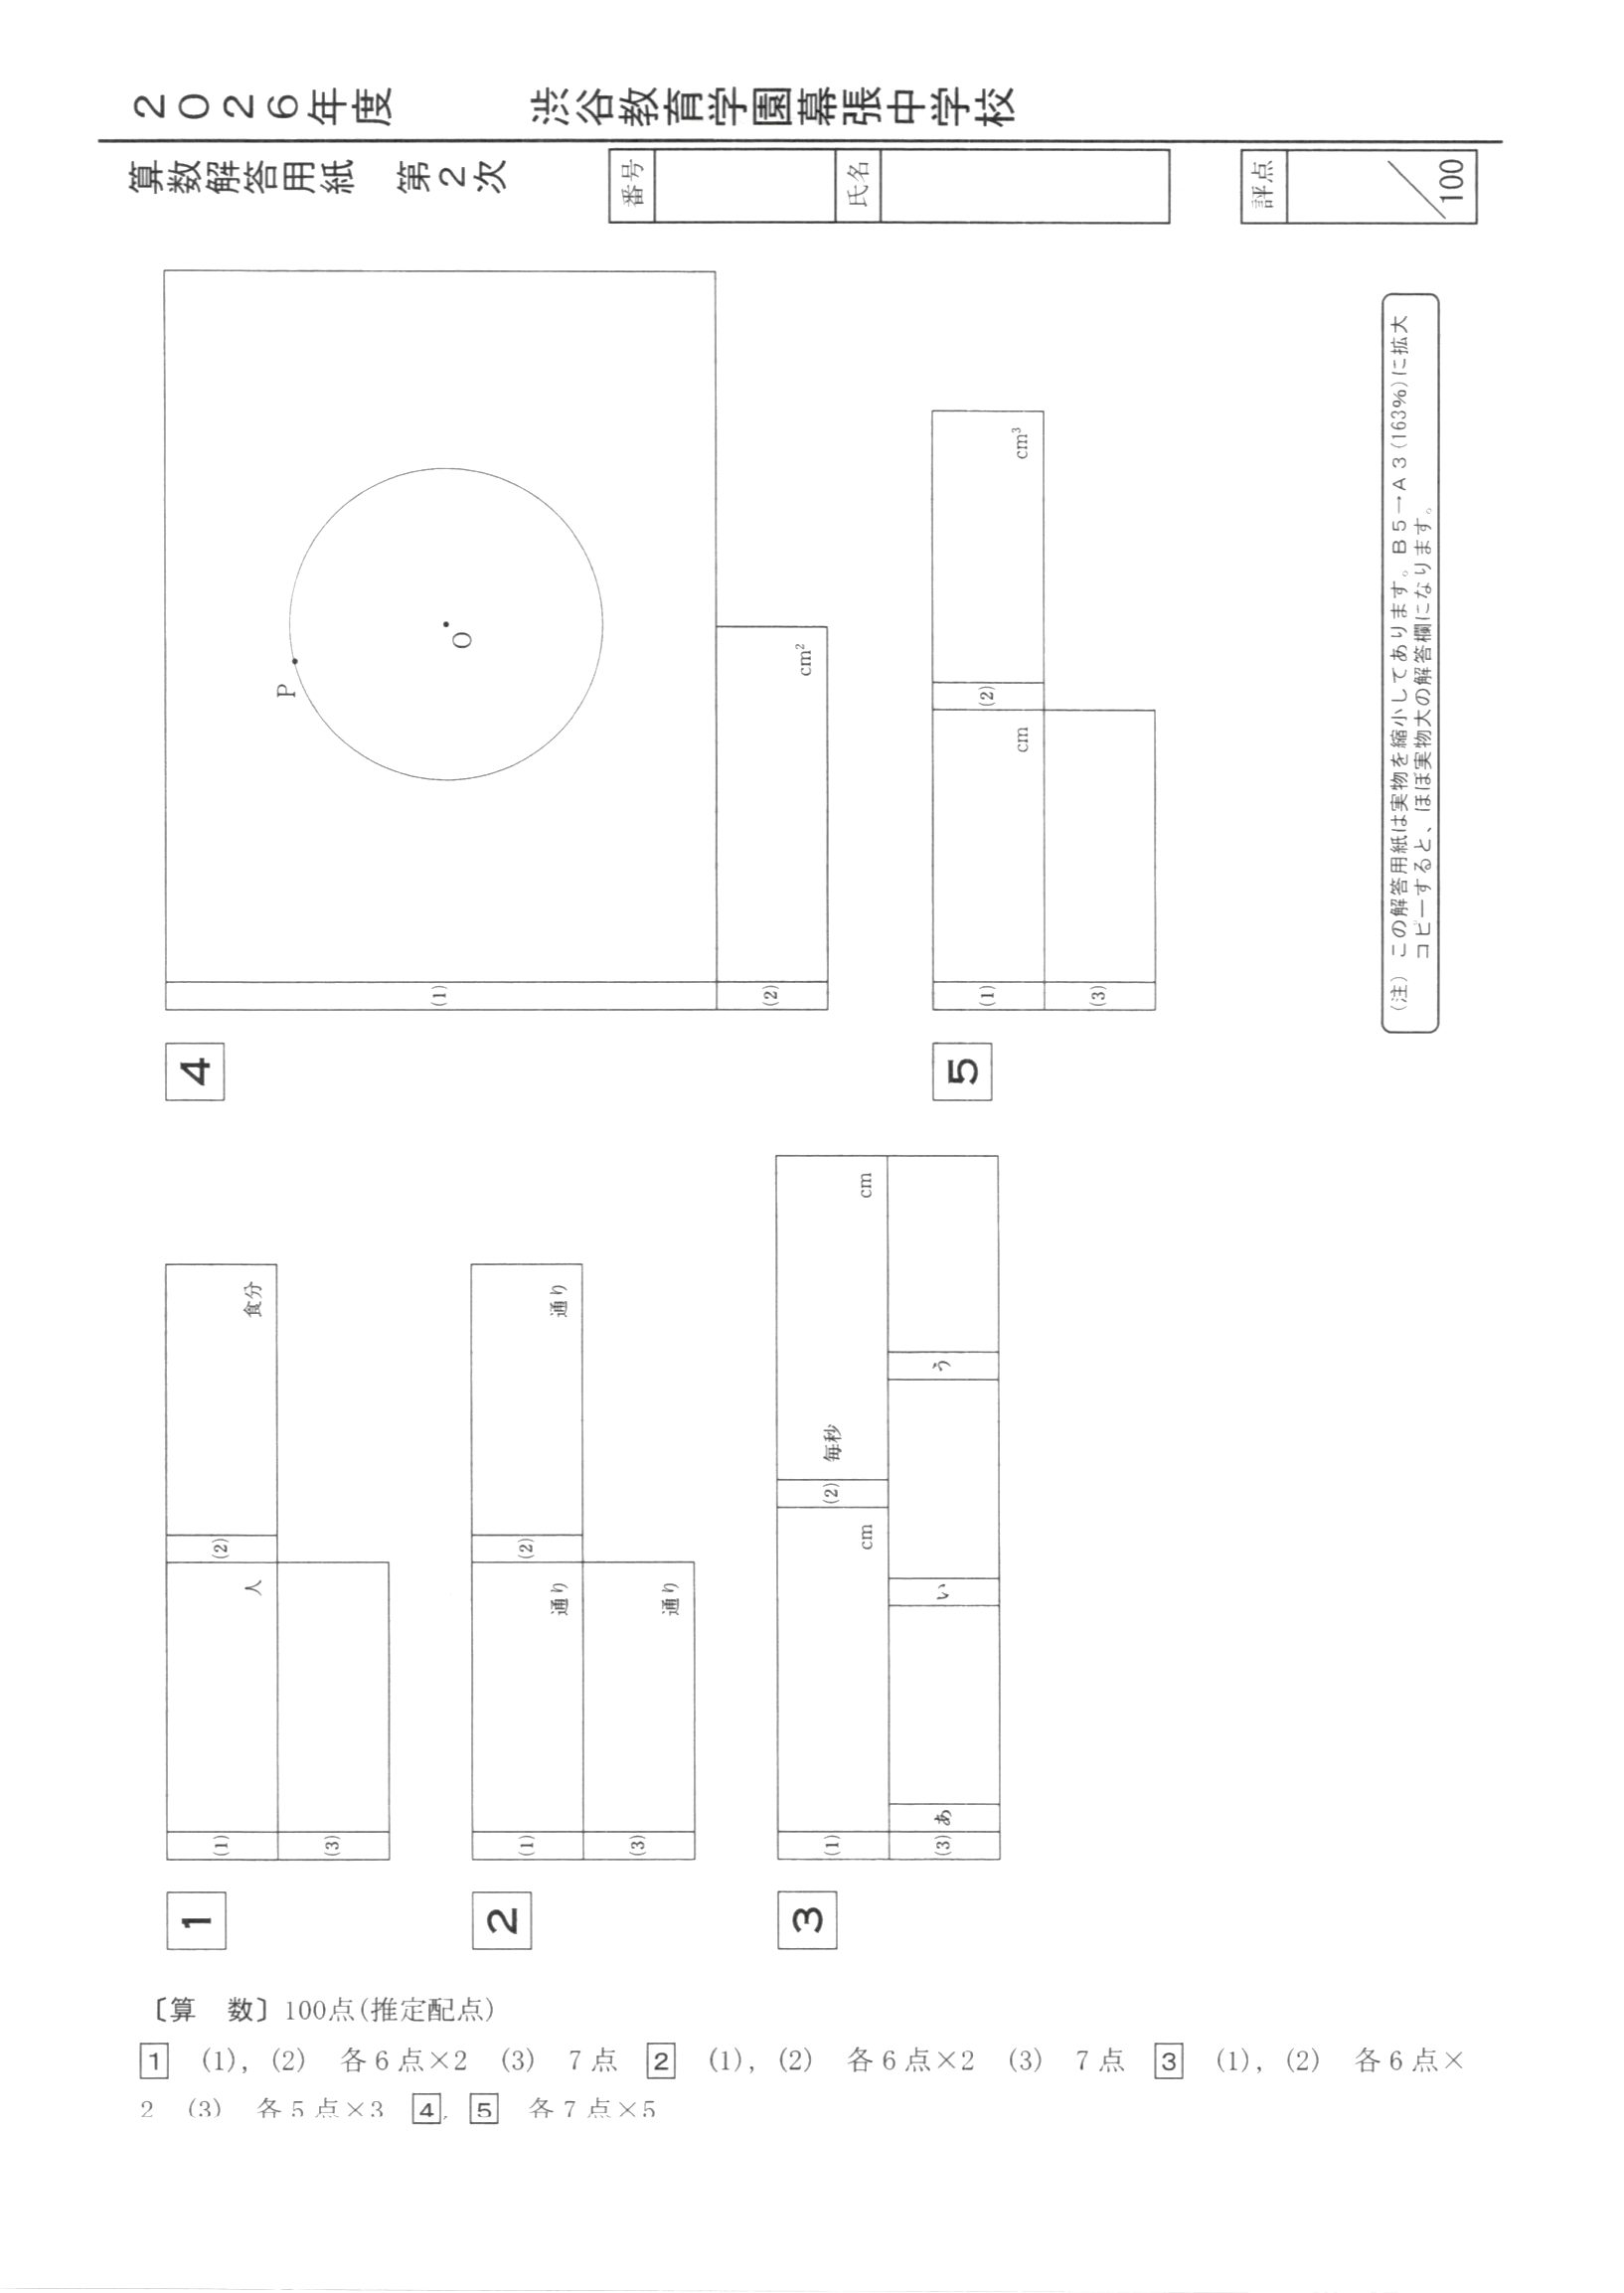 2026年度　渋谷教育学園幕張中学校
算数解答用紙　第2次
番号
氏名
評点
／100
1
(1)
人
(2)
食分
(3)
2
(1)
通り
(2)
通り
(3)
通り
3
(1)
cm
(2)
毎秒
cm
(3)
あ
い
う
4
(1)
P
O
(2)
cm²
5
(1)
cm
(2)
cm³
(3)
(注) この解答用紙は実物を縮小してあります。B5→A3(163%)に拡大
コピーすると、ほぼ実物大の解答欄になります。
〔算　数〕100点(推定配点)
1　(1)，(2)　各6点×2　(3)　7点　2　(1)，(2)　各6点×2　(3)　7点　3　(1)，(2)　各6点×
2　(3)　各5点×3　4，5　各7点×5